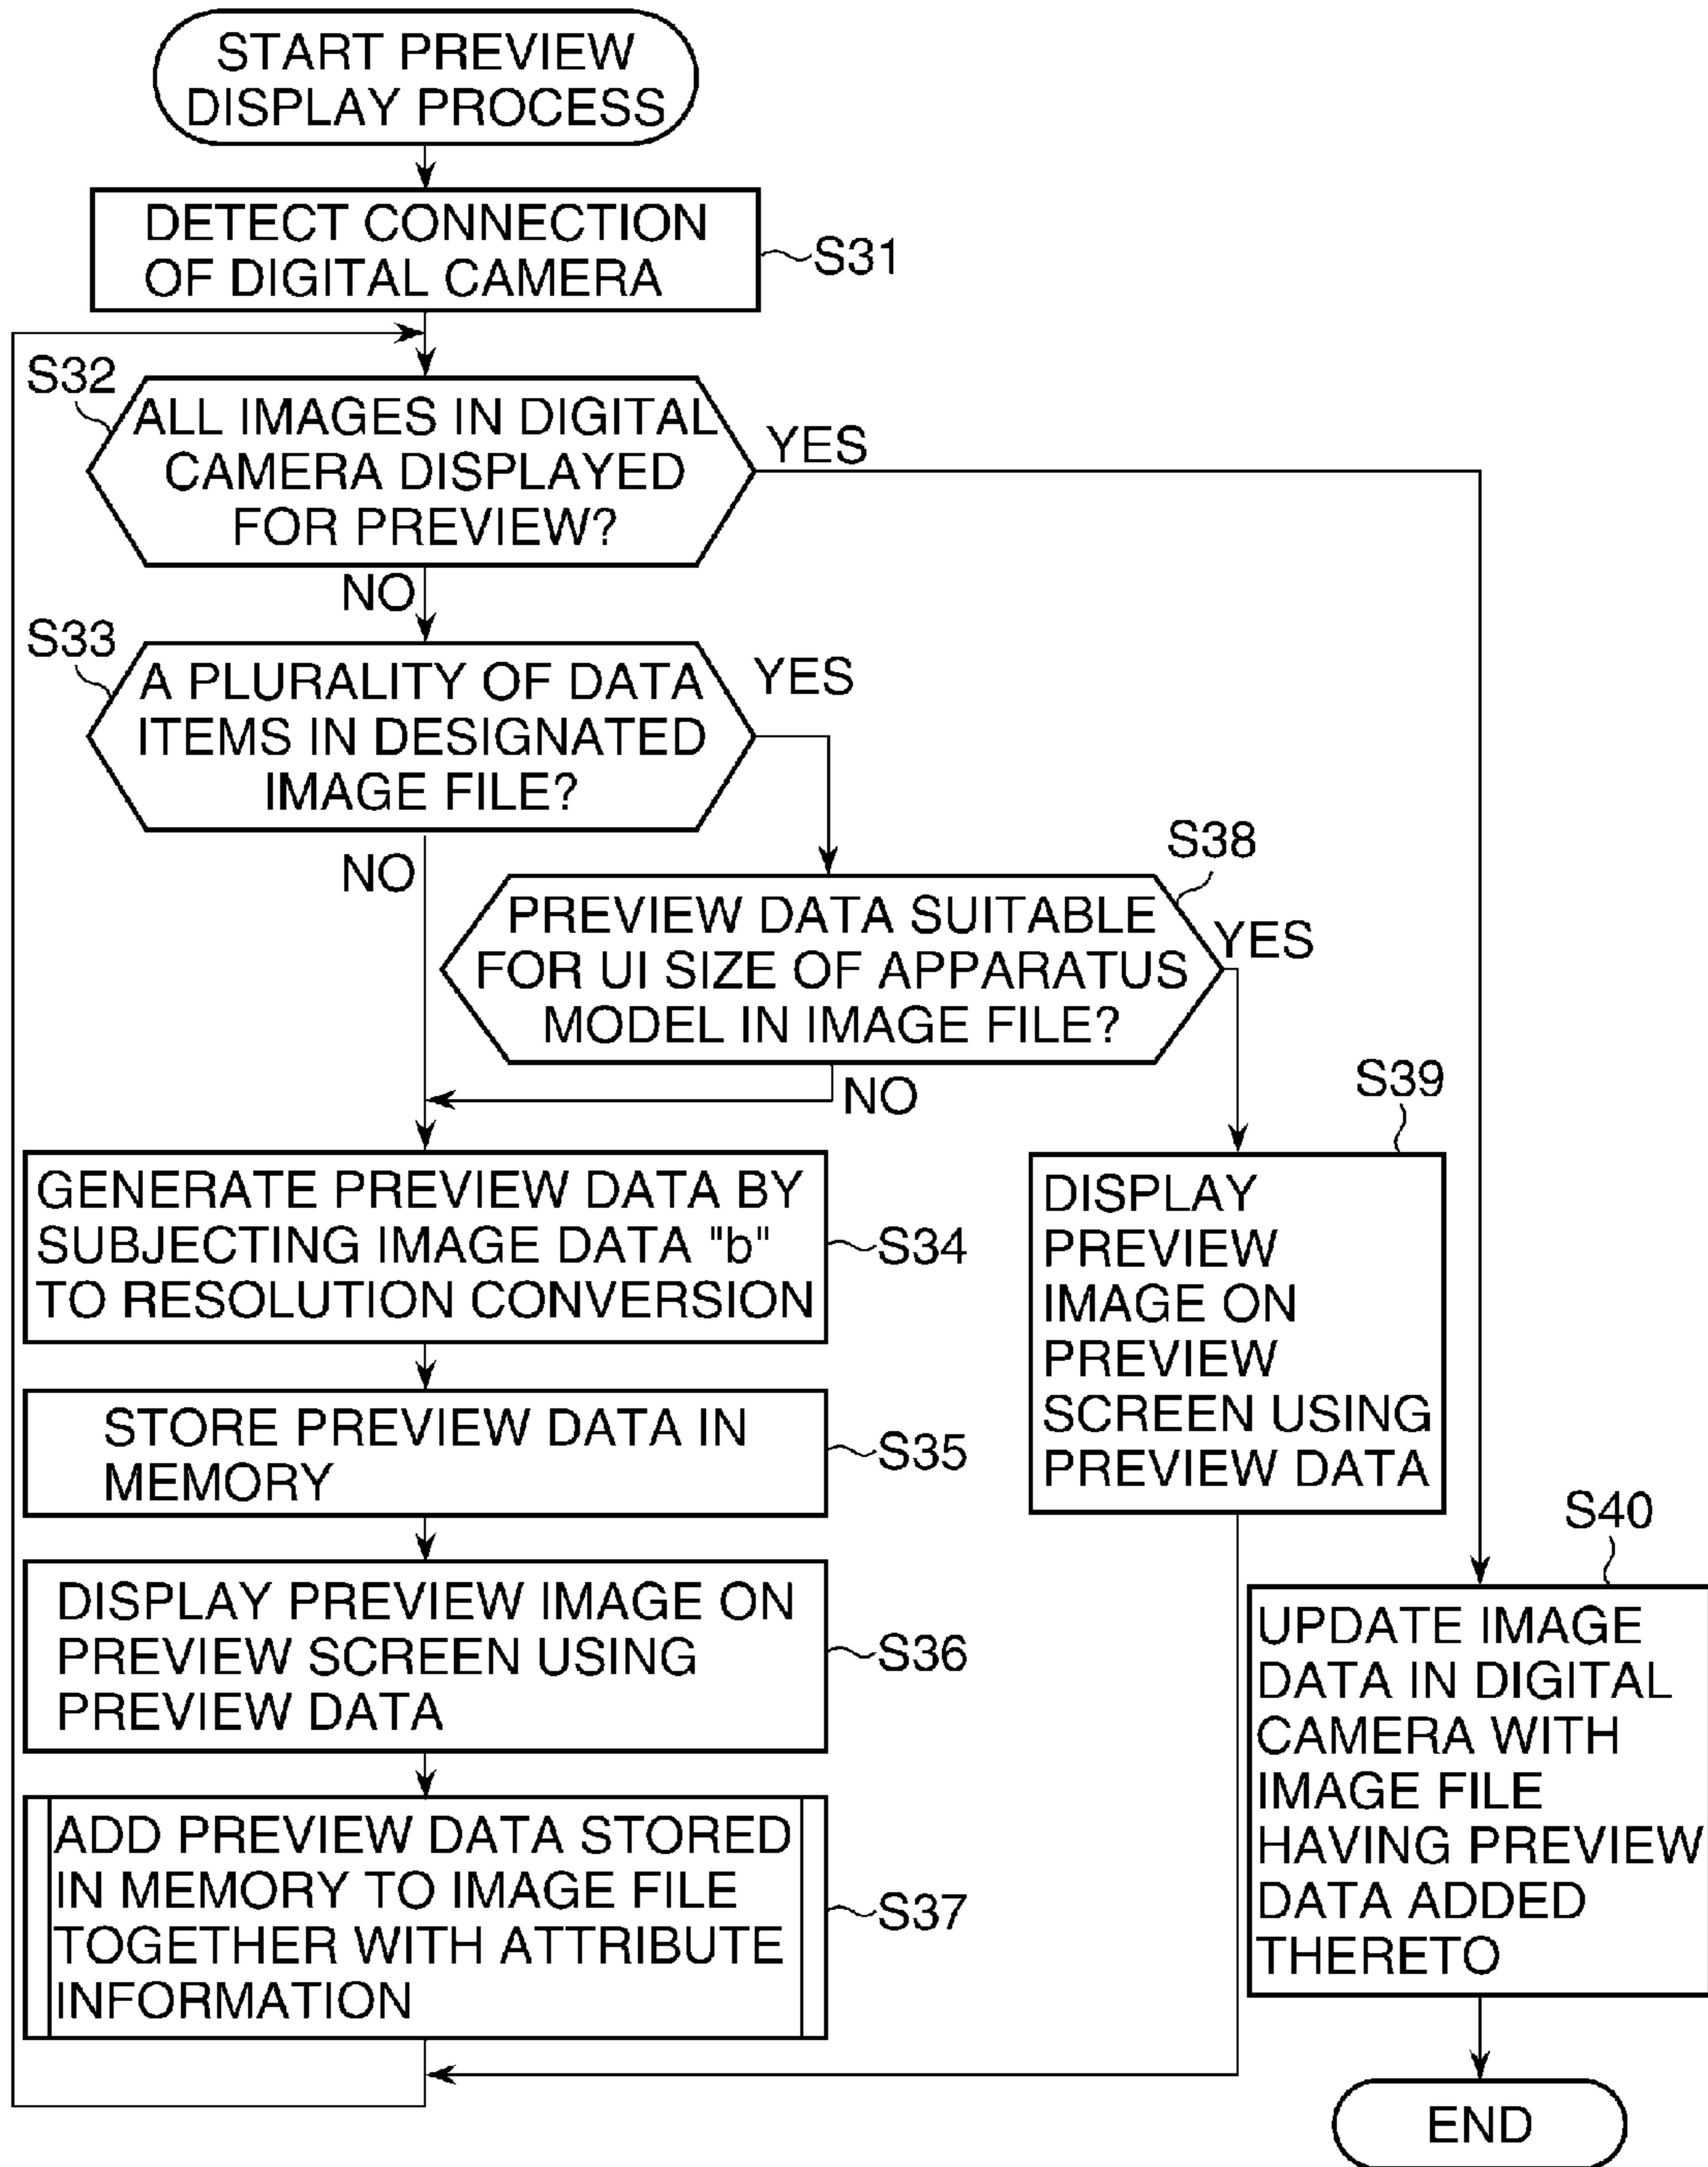 START PREVIEW
DISPLAY PROCESS
DETECT CONNECTION
OF DIGITAL CAMERA
S31
S32
ALL IMAGES IN DIGITAL
CAMERA DISPLAYED
FOR PREVIEW?
YES
NO
S33
A PLURALITY OF DATA
ITEMS IN DESIGNATED
IMAGE FILE?
YES
NO
S38
PREVIEW DATA SUITABLE
FOR UI SIZE OF APPARATUS
MODEL IN IMAGE FILE?
YES
NO
GENERATE PREVIEW DATA BY
SUBJECTING IMAGE DATA "b"
TO RESOLUTION CONVERSION
S34
STORE PREVIEW DATA IN
MEMORY
S35
DISPLAY PREVIEW IMAGE ON
PREVIEW SCREEN USING
PREVIEW DATA
S36
ADD PREVIEW DATA STORED
IN MEMORY TO IMAGE FILE
TOGETHER WITH ATTRIBUTE
INFORMATION
S37
S39
DISPLAY
PREVIEW
IMAGE ON
PREVIEW
SCREEN USING
PREVIEW DATA
S40
UPDATE IMAGE
DATA IN DIGITAL
CAMERA WITH
IMAGE FILE
HAVING PREVIEW
DATA ADDED
THERETO
END